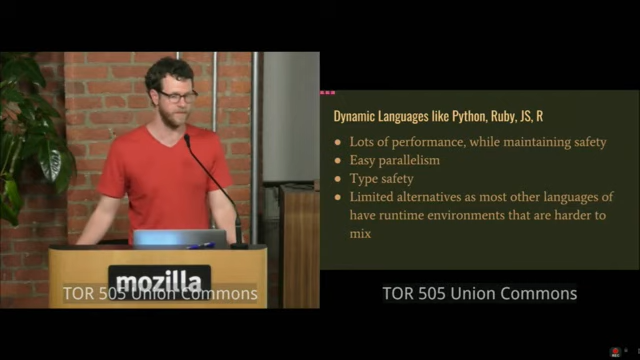 Dynamic Languages like Python, Ruby, JS, R
● Lots of performance, while maintaining safety
● Easy parallelism
● Type safety
● Limited alternatives as most other languages of
have runtime environments that are harder to
mix
mozilla
TOR 505 Union Commons
TOR 505 Union Commons